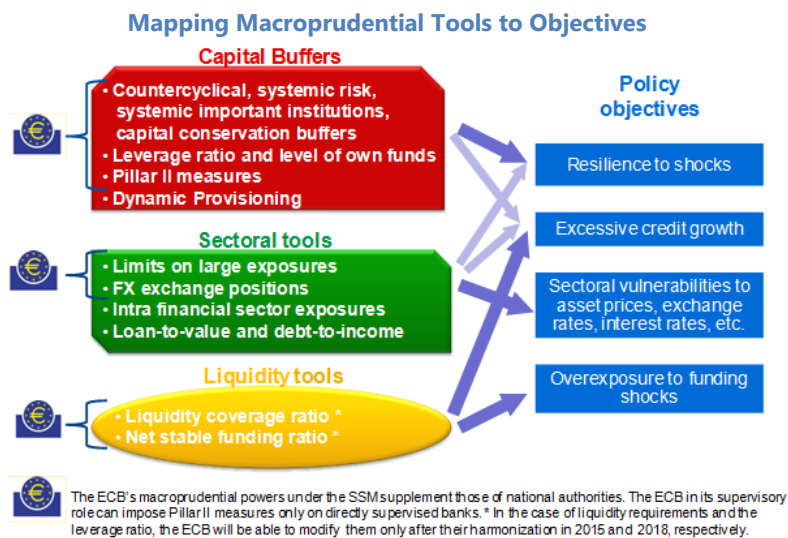 Mapping Macroprudential Tools to Objectives
Capital Buffers
• Countercyclical, systemic risk,
systemic important institutions,
capital conservation buffers
• Leverage ratio and level of own funds
• Pillar II measures
• Dynamic Provisioning
Sectoral tools
• Limits on large exposures
• FX exchange positions
• Intra financial sector exposures
• Loan-to-value and debt-to-income
Liquidity tools
• Liquidity coverage ratio *
• Net stable funding ratio *
Policy
objectives
Resilience to shocks
Excessive credit growth
Sectoral vulnerabilities to
asset prices, exchange
rates, interest rates, etc.
Overexposure to funding
shocks
The ECB's macroprudential powers under the SSM supplement those of national authorities. The ECB in its supervisory
role can impose Pillar II measures only on directly supervised banks. * In the case of liquidity requirements and the
leverage ratio, the ECB will be able to modify them only after their harmonization in 2015 and 2018, respectively.